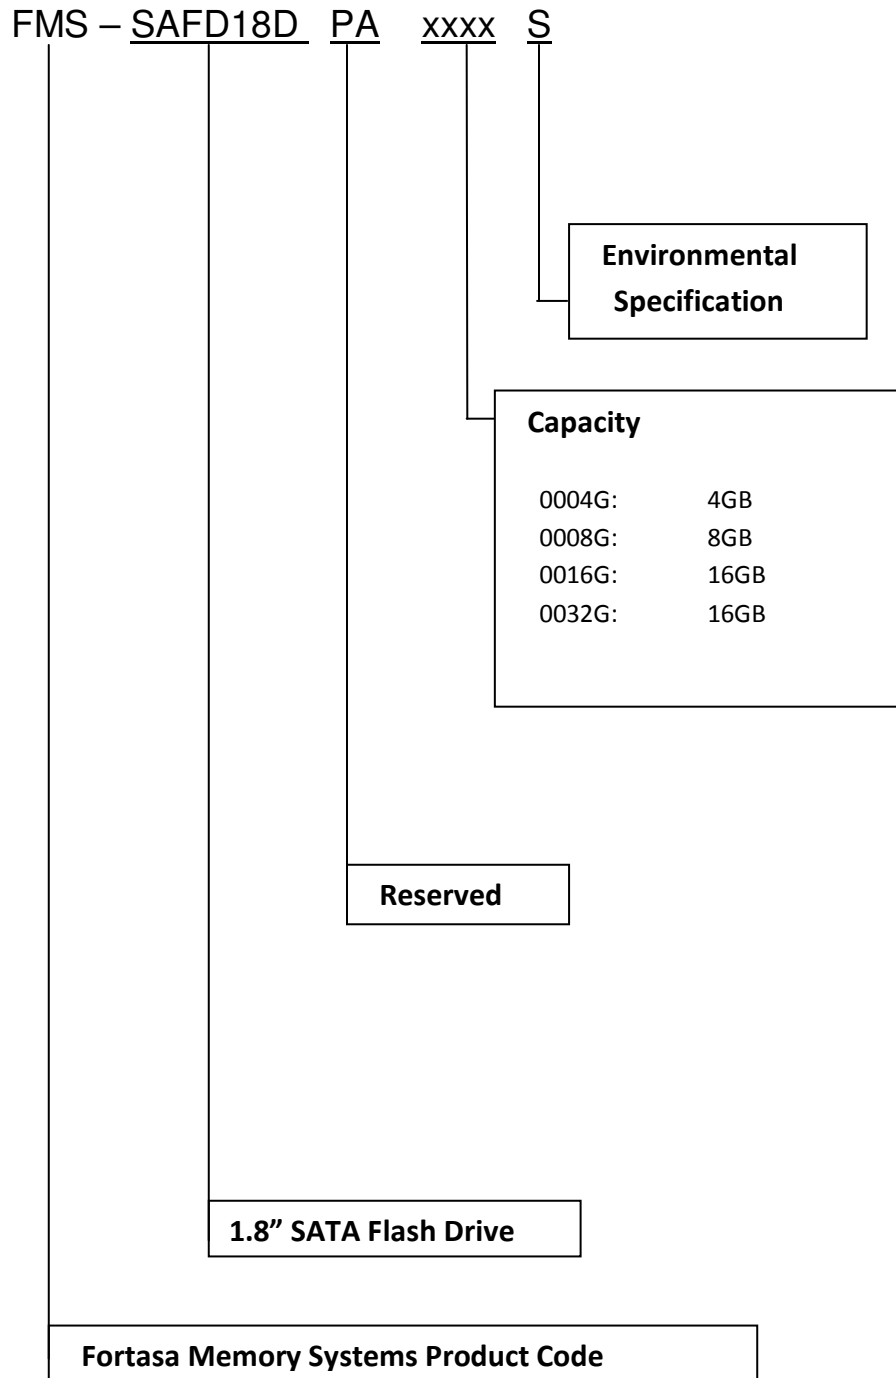 FMS – SAFD18D PA xxxx S
Environmental
Specification
Capacity
0004G: 4GB
0008G: 8GB
0016G: 16GB
0032G: 16GB
Reserved
1.8” SATA Flash Drive
Fortasa Memory Systems Product Code